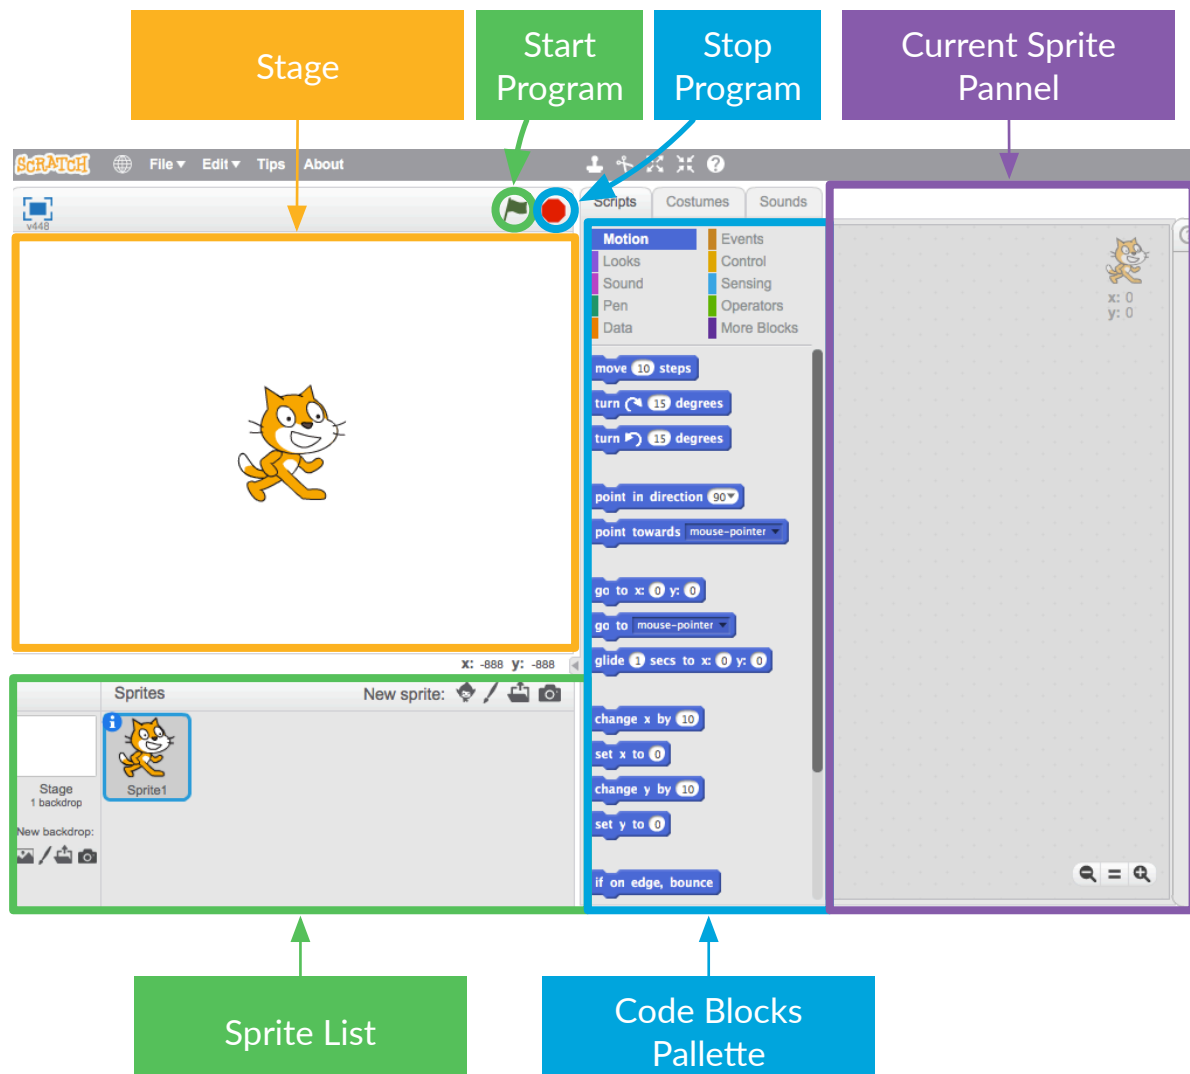 Stage
Start
Program
Stop
Program
Current Sprite
Pannel
SCRATCH
File
Edit
Tips
About
v448
Scripts
Costumes
Sounds
Motion
Events
Looks
Control
Sound
Sensing
Pen
Operators
Data
More Blocks
x: 0
y: 0
move 10 steps
turn 15 degrees
turn 15 degrees
point in direction 90
point towards mouse-pointer
go to x: 0 y: 0
go to mouse-pointer
glide 1 secs to x: 0 y: 0
change x by 10
set x to 0
change y by 10
set y to 0
if on edge, bounce
x: -888 y: -888
Sprites
New sprite:
Stage
1 backdrop
New backdrop:
Sprite1
Sprite List
Code Blocks
Pallette